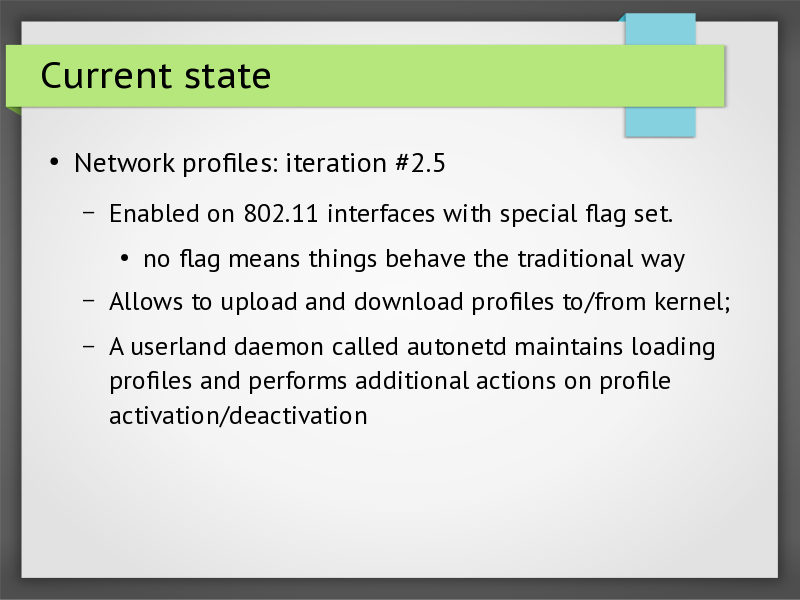 Current state
• Network profiles: iteration #2.5
– Enabled on 802.11 interfaces with special flag set.
• no flag means things behave the traditional way
– Allows to upload and download profiles to/from kernel;
– A userland daemon called autonetd maintains loading
profiles and performs additional actions on profile
activation/deactivation